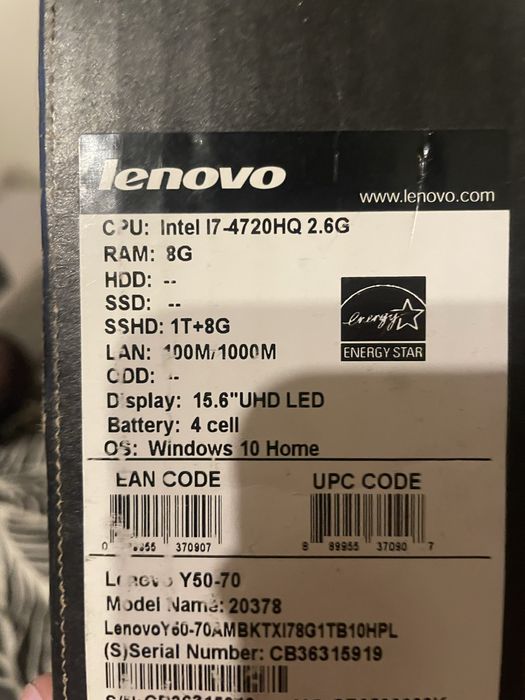 lenovo
www.lenovo.com
CPU: Intel I7-4720HQ 2.6G
RAM: 8G
HDD: --
SSD: --
SSHD: 1T+8G
LAN: 100M/1000M
ODD: --
Display: 15.6"UHD LED
Battery: 4 cell
OS: Windows 10 Home
energy
ENERGY STAR
EAN CODE
UPC CODE
370907
8 89955 37090 7
Lenovo Y50-70
Model Name: 20378
LenovoY50-70AMBKTXI78G1TB10HPL
(S)Serial Number: CB36315919